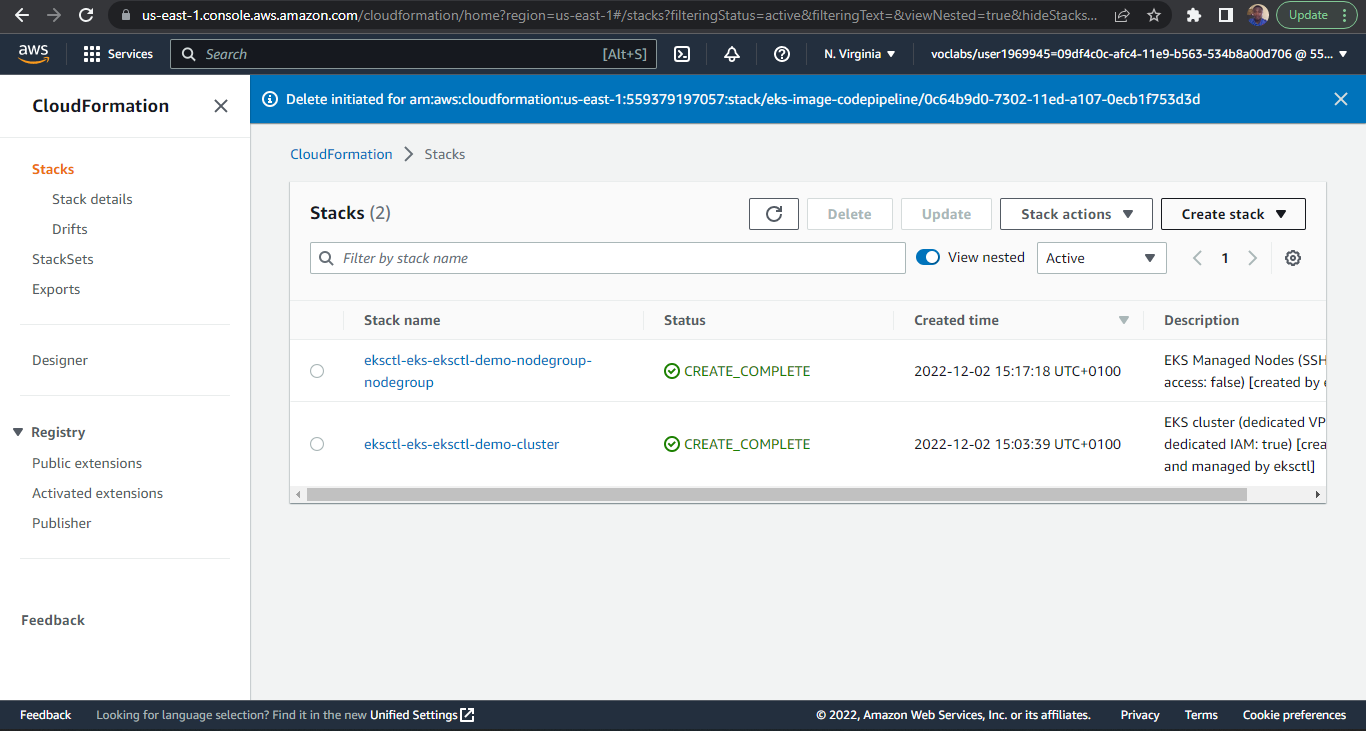 us-east-1.console.aws.amazon.com/cloudformation/home?region=us-east-1#/stacks?filteringStatus=active&filteringText=&viewNested=true&hideStacks...
Update
aws
Services
Search
[Alt+S]
N. Virginia
voclabs/user1969945=09df4c0c-afc4-11e9-b563-534b8a00d706 @ 55...
CloudFormation
Delete initiated for arn:aws:cloudformation:us-east-1:559379197057:stack/eks-image-codepipeline/0c64b9d0-7302-11ed-a107-0ecb1f753d3d
Stacks
Stack details
Drifts
StackSets
Exports
Designer
Registry
Public extensions
Activated extensions
Publisher
Feedback
CloudFormation > Stacks
Stacks (2)
Delete
Update
Stack actions
Create stack
Filter by stack name
View nested
Active
1
Stack name
Status
Created time
Description
eksctl-eks-eksctl-demo-nodegroup-
nodegroup
CREATE_COMPLETE
2022-12-02 15:17:18 UTC+0100
EKS Managed Nodes (SSH
access: false) [created by e
eksctl-eks-eksctl-demo-cluster
CREATE_COMPLETE
2022-12-02 15:03:39 UTC+0100
EKS cluster (dedicated VP
dedicated IAM: true) [crea
and managed by eksctl]
Feedback
Looking for language selection? Find it in the new Unified Settings
© 2022, Amazon Web Services, Inc. or its affiliates.
Privacy
Terms
Cookie preferences